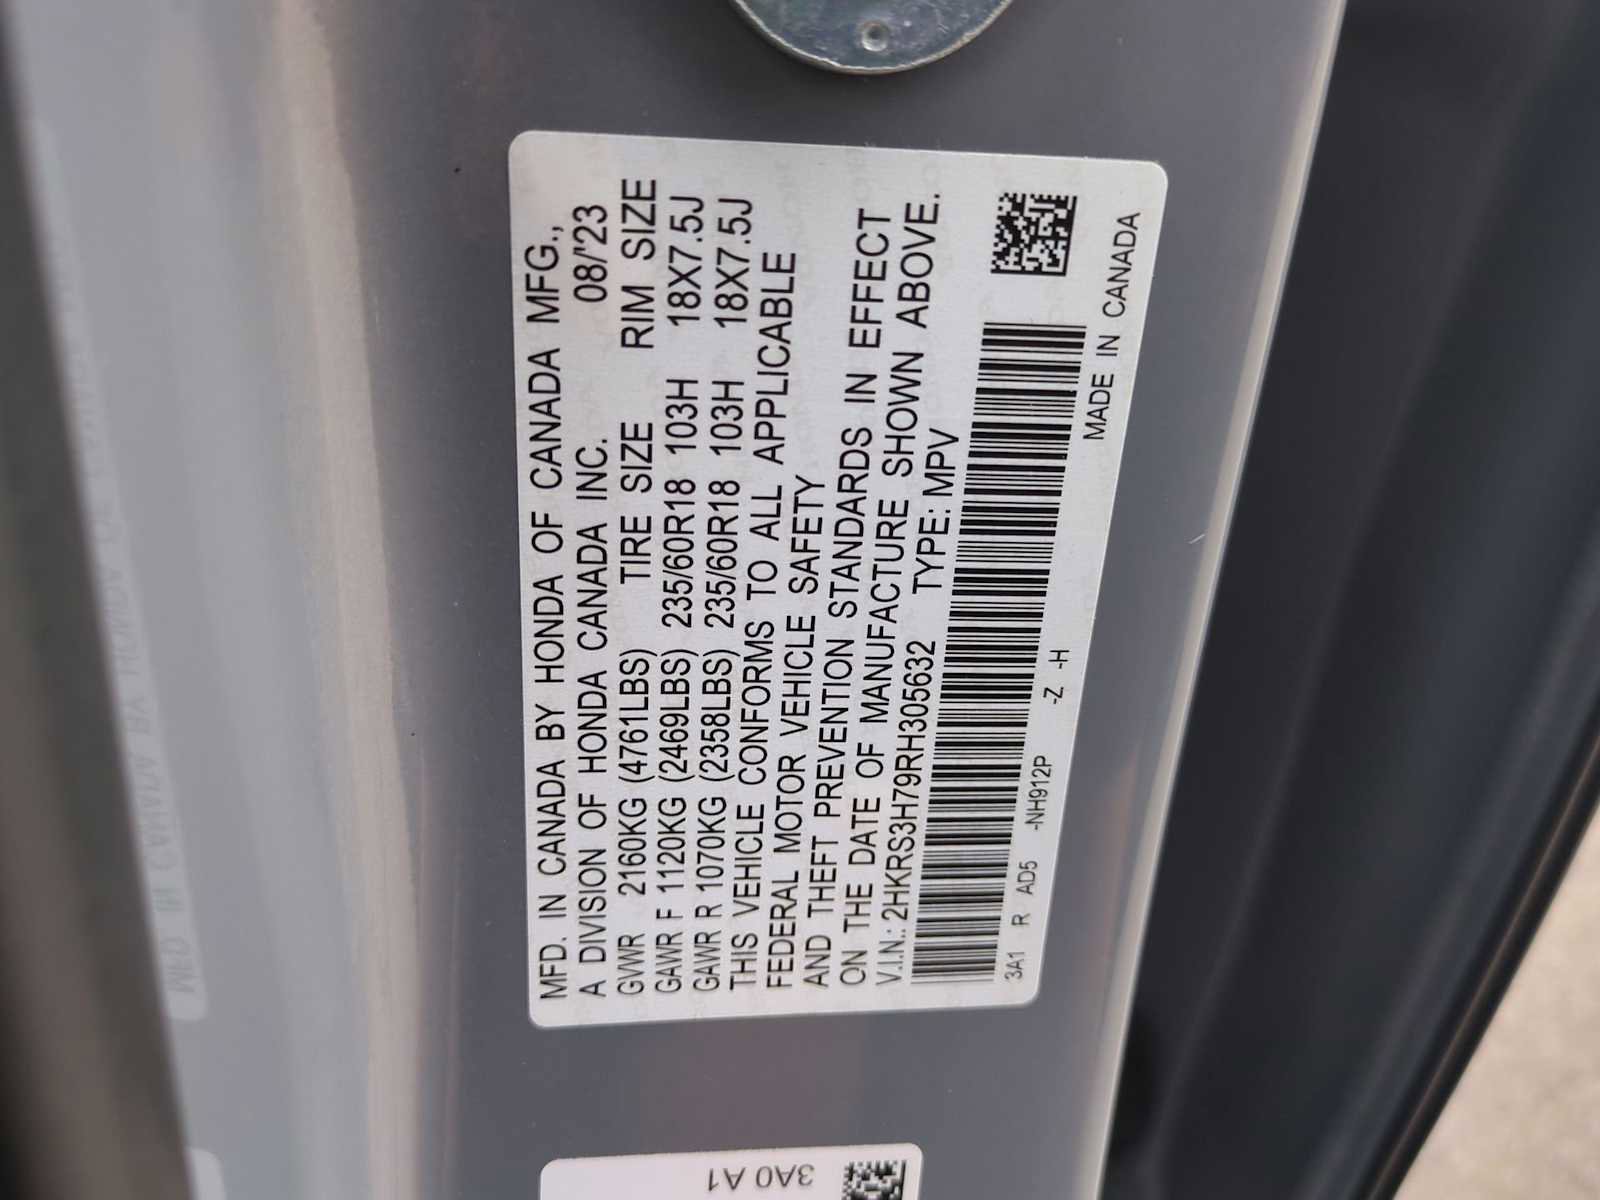 MFD. IN CANADA BY HONDA OF CANADA MFG.,
A DIVISION OF HONDA CANADA INC. 08/'23
GVWR 2160KG (4761LBS) TIRE SIZE RIM SIZE
GAWR F 1120KG (2469LBS) 235/60R18 103H 18X7.5J
GAWR R 1070KG (2358LBS) 235/60R18 103H 18X7.5J
THIS VEHICLE CONFORMS TO ALL APPLICABLE
FEDERAL MOTOR VEHICLE SAFETY
AND THEFT PREVENTION STANDARDS IN EFFECT
ON THE DATE OF MANUFACTURE SHOWN ABOVE.
V.I.N.: 2HKRS3H79RH305632 TYPE: MPV
3A1 R AD5 -NH912P -Z -H
MADE IN CANADA
3A0 A1